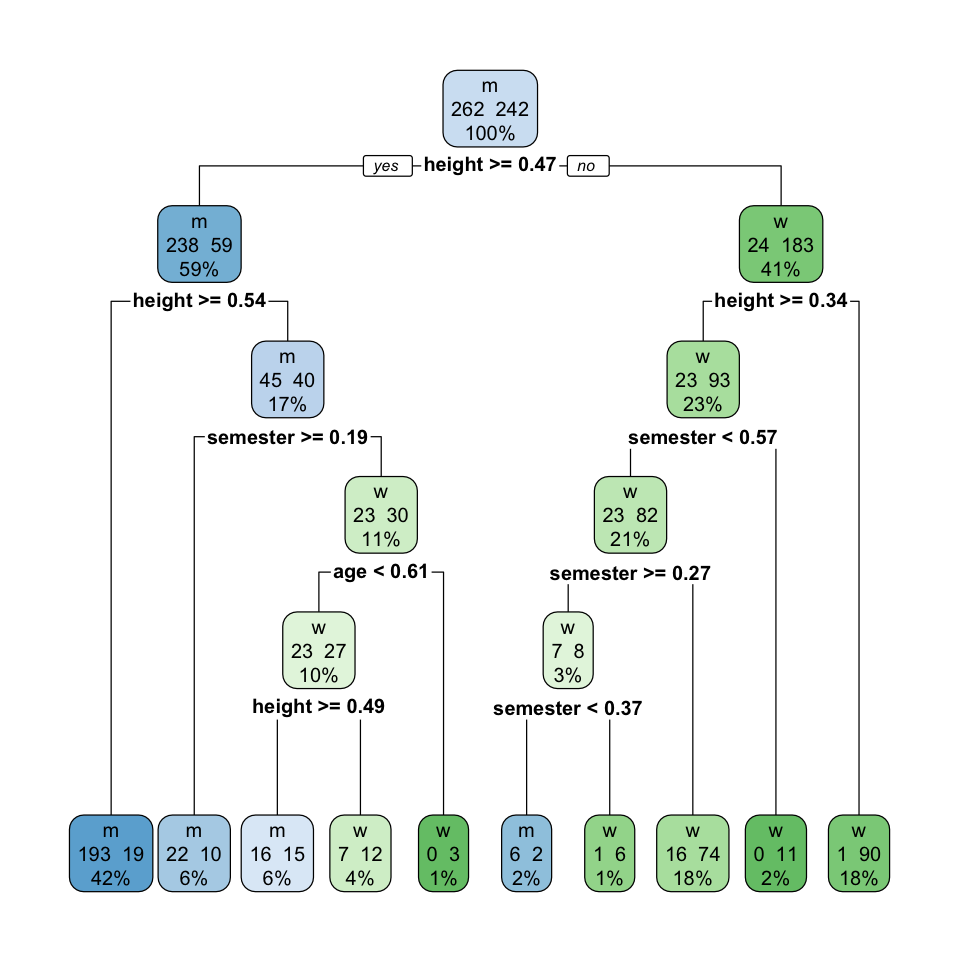 m
262 242
100%
yes height >= 0.47 no
m
238 59
59%
w
24 183
41%
height >= 0.54
height >= 0.34
m
45 40
17%
w
23 93
23%
semester >= 0.19
semester < 0.57
w
23 30
11%
w
23 82
21%
age < 0.61
semester >= 0.27
w
23 27
10%
w
7 8
3%
height >= 0.49
semester < 0.37
m
193 19
42%
m
22 10
6%
m
16 15
6%
w
7 12
4%
w
0 3
1%
m
6 2
2%
w
1 6
1%
w
16 74
18%
w
0 11
2%
w
1 90
18%